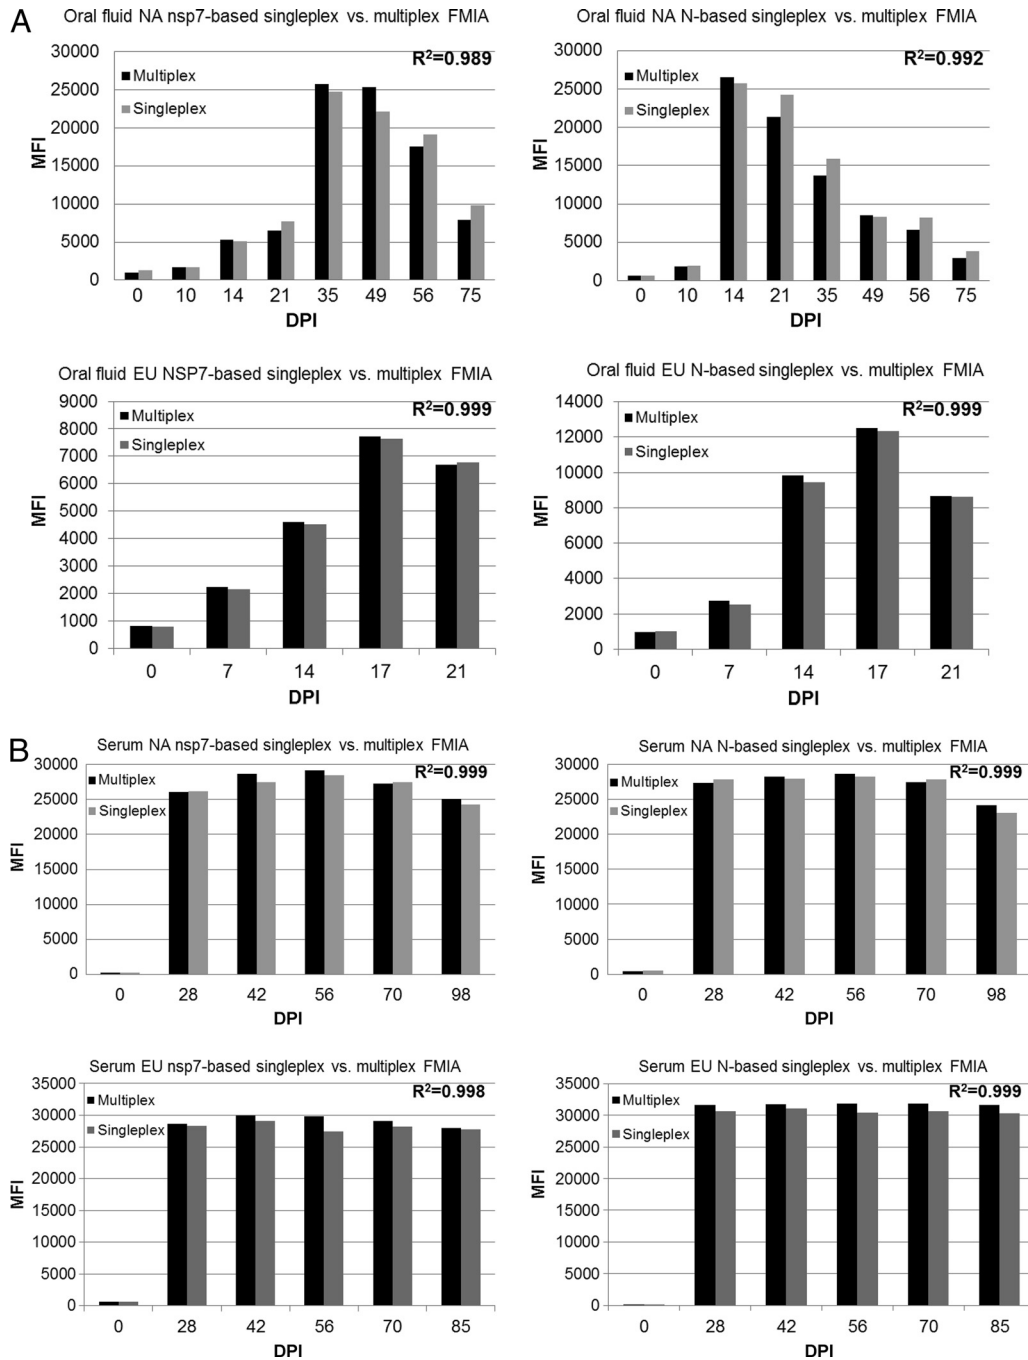 A
Oral fluid NA nsp7-based singleplex vs. multiplex FMIA
R²=0.989
Multiplex
Singleplex
MFI
30000
25000
20000
15000
10000
5000
0
0 10 14 21 35 49 56 75
DPI
Oral fluid NA N-based singleplex vs. multiplex FMIA
R²=0.992
Multiplex
Singleplex
MFI
30000
25000
20000
15000
10000
5000
0
0 10 14 21 35 49 56 75
DPI
Oral fluid EU NSP7-based singleplex vs. multiplex FMIA
R²=0.999
Multiplex
Singleplex
MFI
9000
8000
7000
6000
5000
4000
3000
2000
1000
0
0 7 14 17 21
DPI
Oral fluid EU N-based singleplex vs. multiplex FMIA
R²=0.999
Multiplex
Singleplex
MFI
14000
12000
10000
8000
6000
4000
2000
0
0 7 14 17 21
DPI
B
Serum NA nsp7-based singleplex vs. multiplex FMIA
R²=0.999
Multiplex
Singleplex
MFI
30000
25000
20000
15000
10000
5000
0
0 28 42 56 70 98
DPI
Serum NA N-based singleplex vs. multiplex FMIA
R²=0.999
Multiplex
Singleplex
MFI
30000
25000
20000
15000
10000
5000
0
0 28 42 56 70 98
DPI
Serum EU nsp7-based singleplex vs. multiplex FMIA
R²=0.998
Multiplex
Singleplex
MFI
35000
30000
25000
20000
15000
10000
5000
0
0 28 42 56 70 85
DPI
Serum EU N-based singleplex vs. multiplex FMIA
R²=0.999
Multiplex
Singleplex
MFI
35000
30000
25000
20000
15000
10000
5000
0
0 28 42 56 70 85
DPI